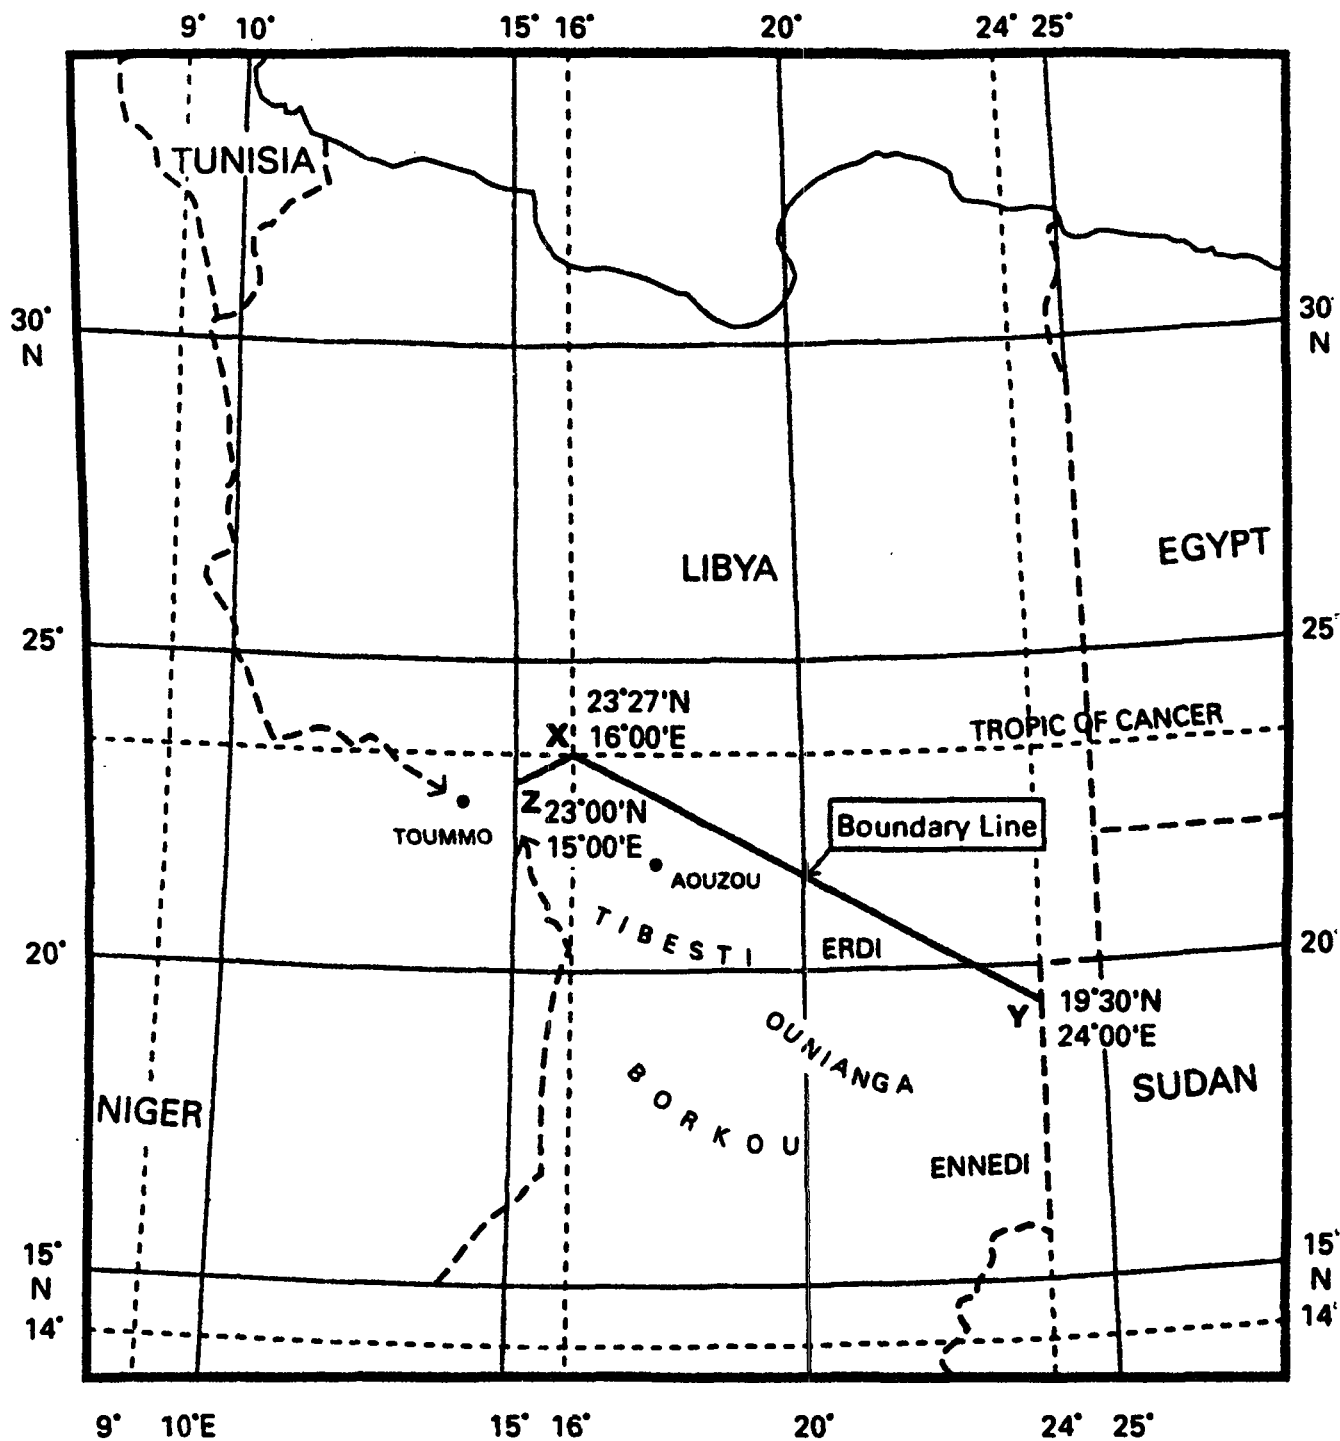 9° 10° 15° 16° 20° 24° 25°
TUNISIA
30° 30°
N N
LIBYA
EGYPT
25° 25°
23°27'N
X 16°00'E
TROPIC OF CANCER
Z 23°00'N
15°00'E
TOUMMO
Boundary Line
AOUZOU
TIBESTI
ERDI
20° 20°
Y 19°30'N
24°00'E
OUNIANGA
BORKOU
SUDAN
NIGER
ENNEDI
15° 15°
N N
14° 14°
9° 10°E 15° 16° 20° 24° 25°